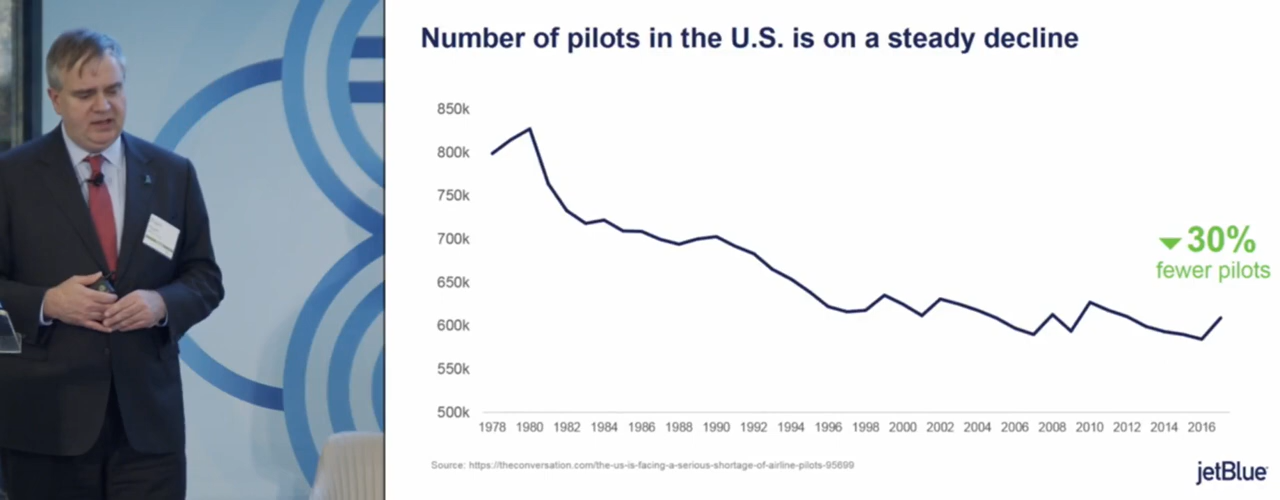 Number of pilots in the U.S. is on a steady decline
850k
800k
750k
700k
650k
600k
550k
500k
30%
fewer pilots
1978 1980 1982 1984 1986 1988 1990 1992 1994 1996 1998 2000 2002 2004 2006 2008 2010 2012 2014 2016
Source: https://theconversation.com/the-us-is-facing-a-serious-shortage-of-airline-pilots-95699
jetBlue